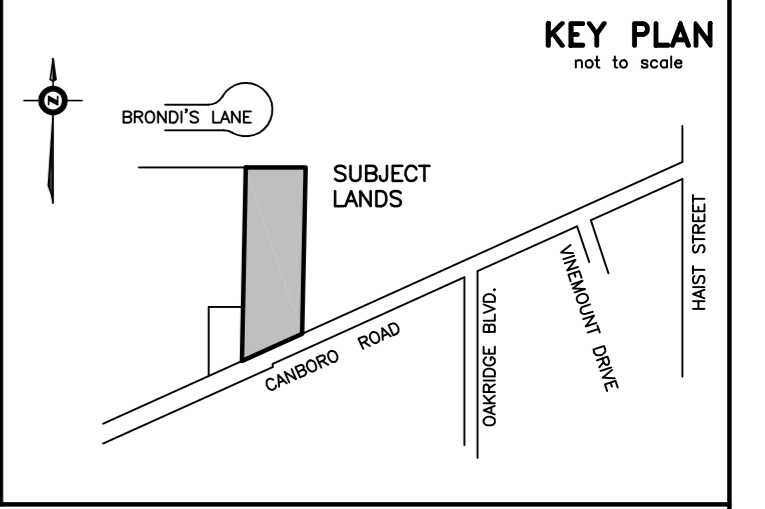 KEY PLAN
not to scale
N
BRONDI'S LANE
SUBJECT
LANDS
CANBORO ROAD
OAKRIDGE BLVD.
VINEMOUNT DRIVE
HAIST STREET